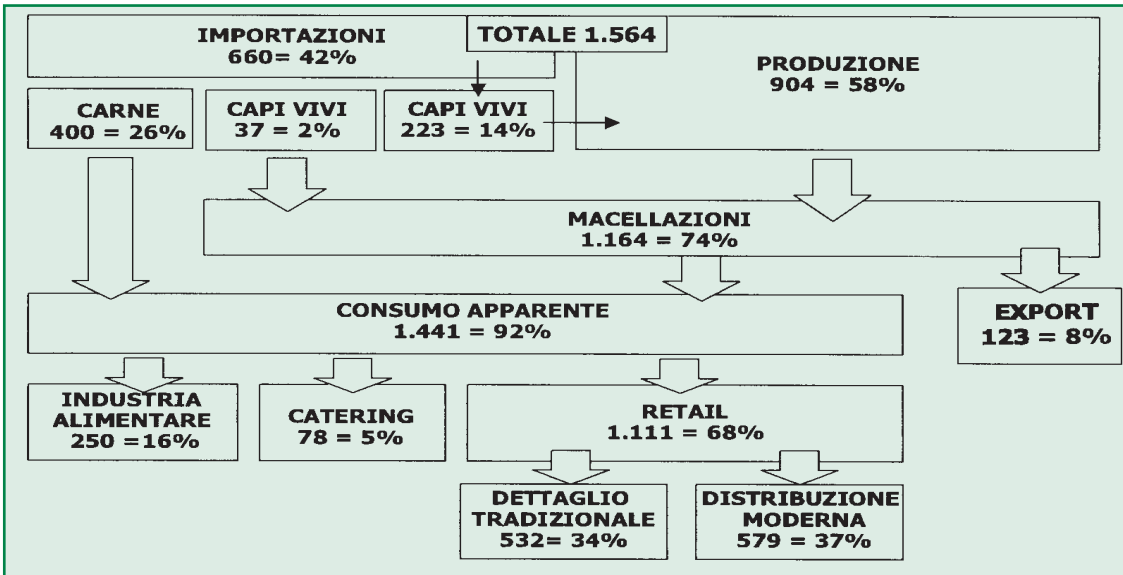 IMPORTAZIONI
660= 42%
TOTALE 1.564
PRODUZIONE
904 = 58%
CARNE
400 = 26%
CAPI VIVI
37 = 2%
CAPI VIVI
223 = 14%
MACELLAZIONI
1.164 = 74%
CONSUMO APPARENTE
1.441 = 92%
EXPORT
123 = 8%
INDUSTRIA
ALIMENTARE
250 =16%
CATERING
78 = 5%
RETAIL
1.111 = 68%
DETTAGLIO
TRADIZIONALE
532= 34%
DISTRIBUZIONE
MODERNA
579 = 37%